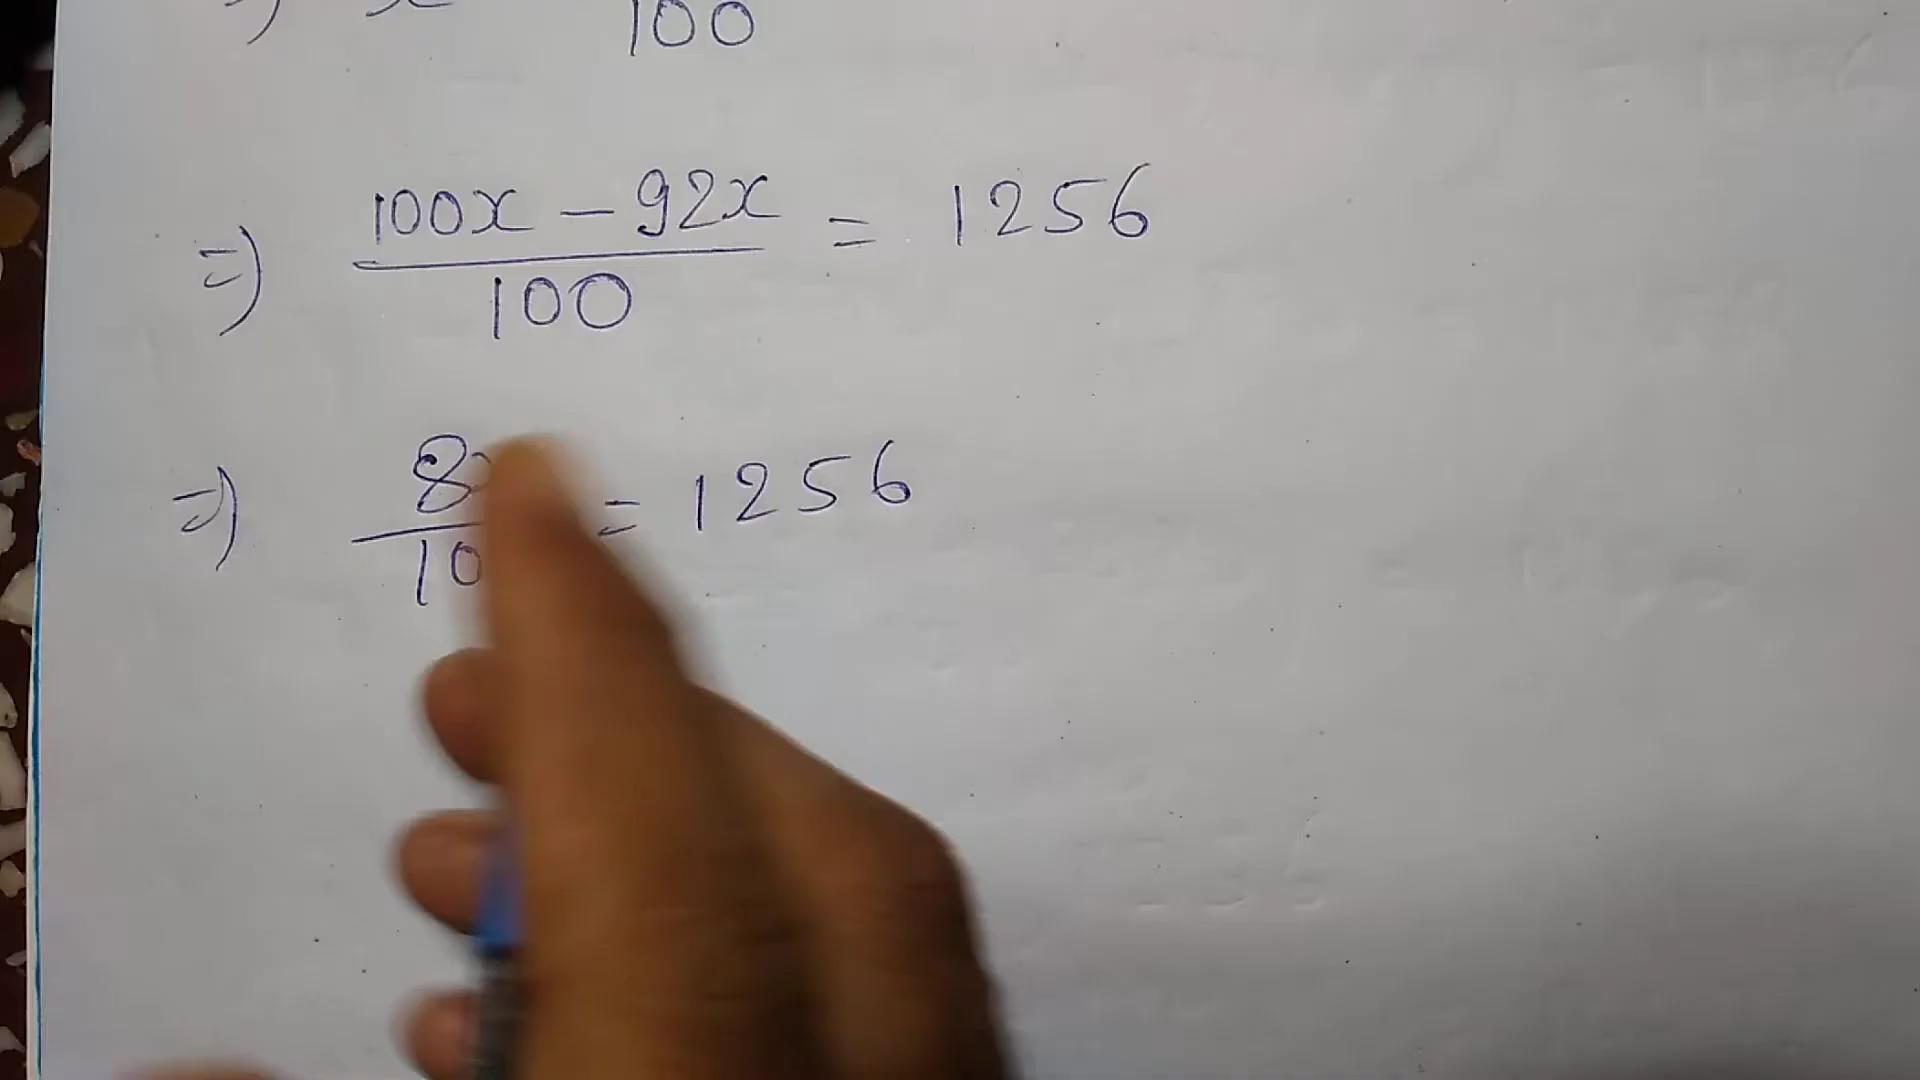 100
=) 100x - 92x / 100 = 1256
=) 8 / 10 = 1256